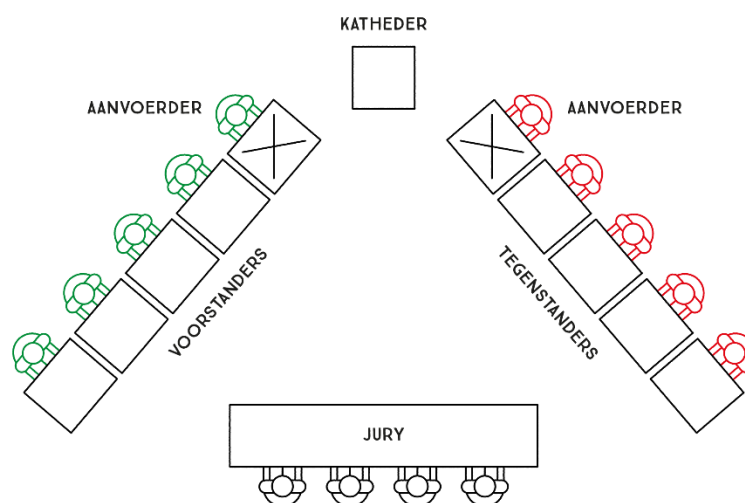 KATHEDER
AANVOERDER
AANVOERDER
VOORSTANDERS
TEGENSTANDERS
JURY